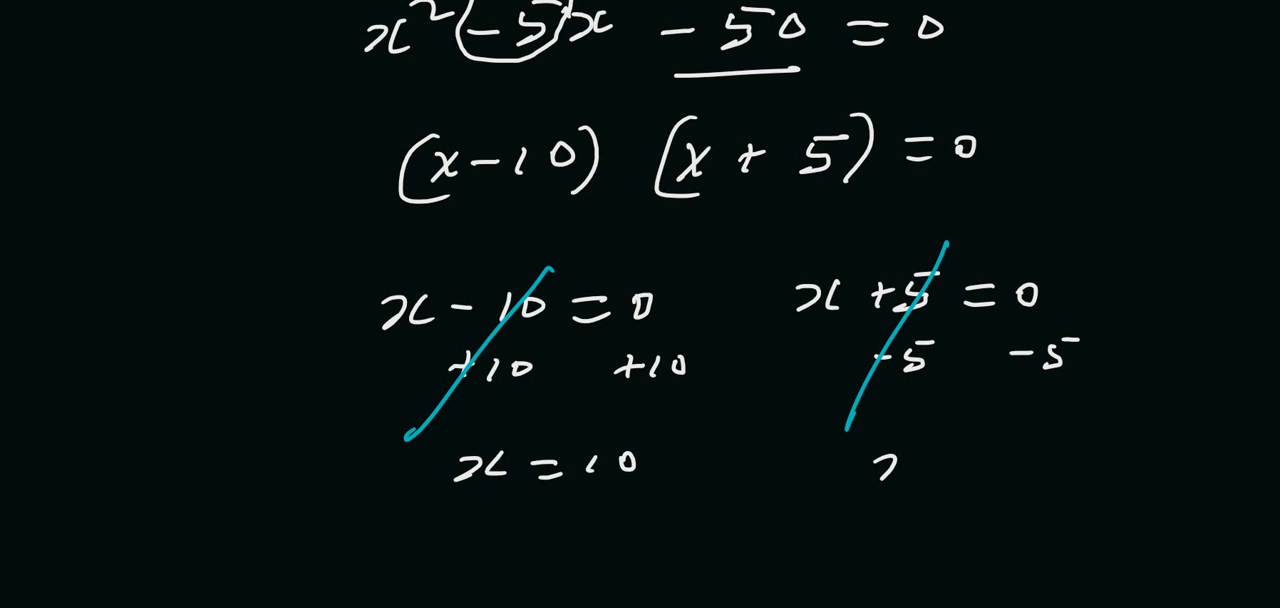 x² (-5)x - 50 = 0
(x-10) (x + 5) = 0
x - 10 = 0 x + 5 = 0
+10 +10 -5 -5
x = 10